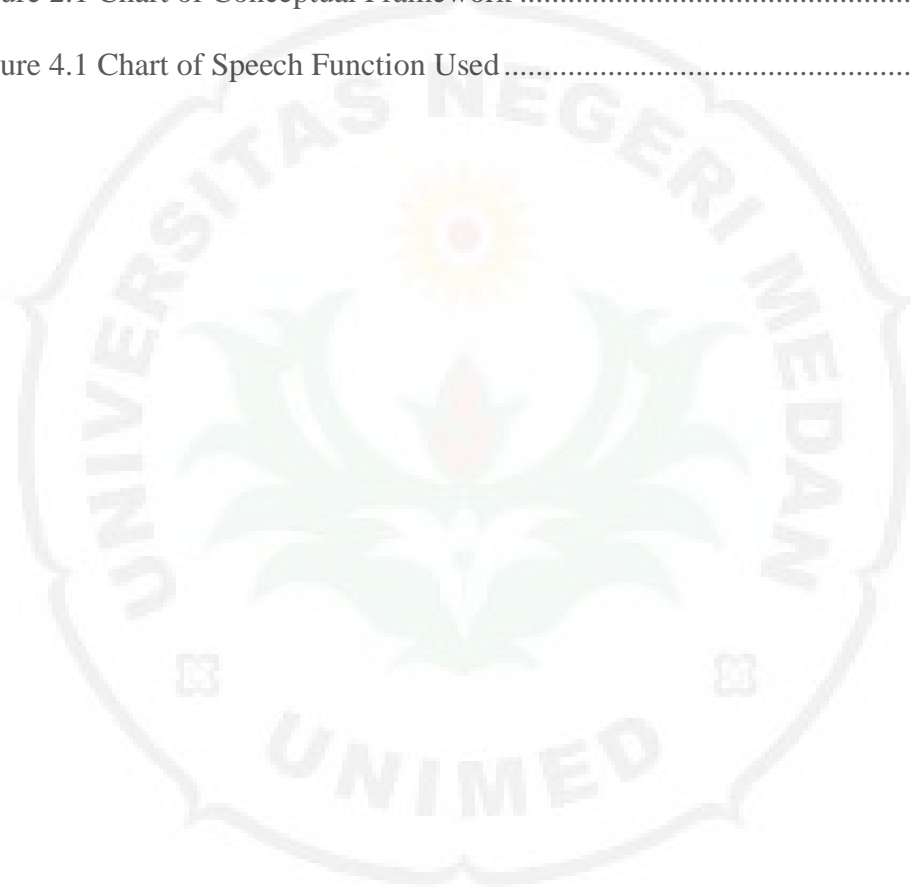 ure 2.1 Chart of Conceptual Framework ................................................
ure 4.1 Chart of Speech Function Used..................................................
UNIVERSITAS NEGERI MEDAN
UNIMED